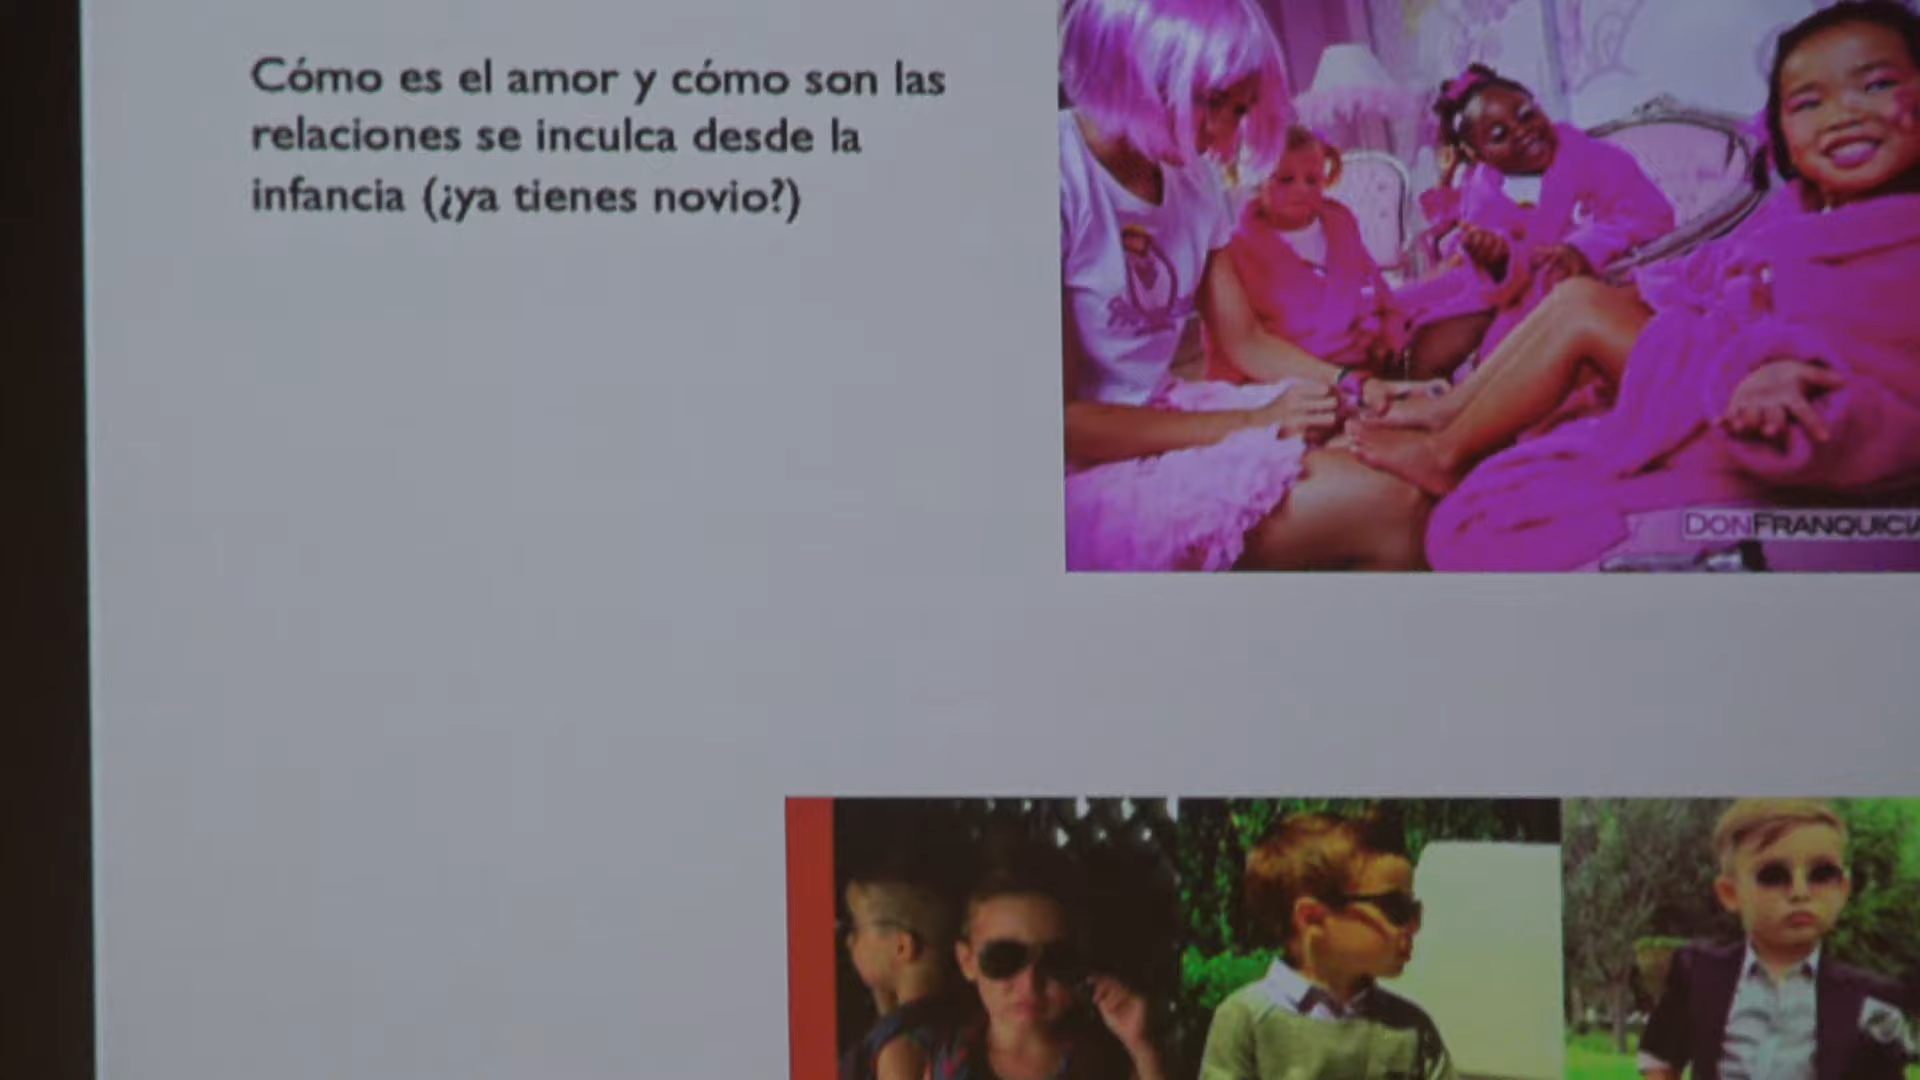 Cómo es el amor y cómo son las
relaciones se inculca desde la
infancia (¿ya tienes novio?)
DONFRANQUICIA